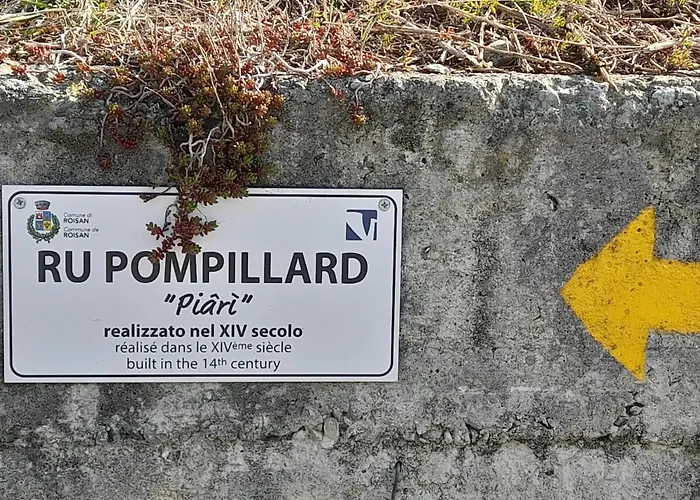 Comune di
ROISAN
Commune de
ROISAN
RU POMPILLARD
"Piârì"
realizzato nel XIV secolo
réalisé dans le XIVème siècle
built in the 14th century